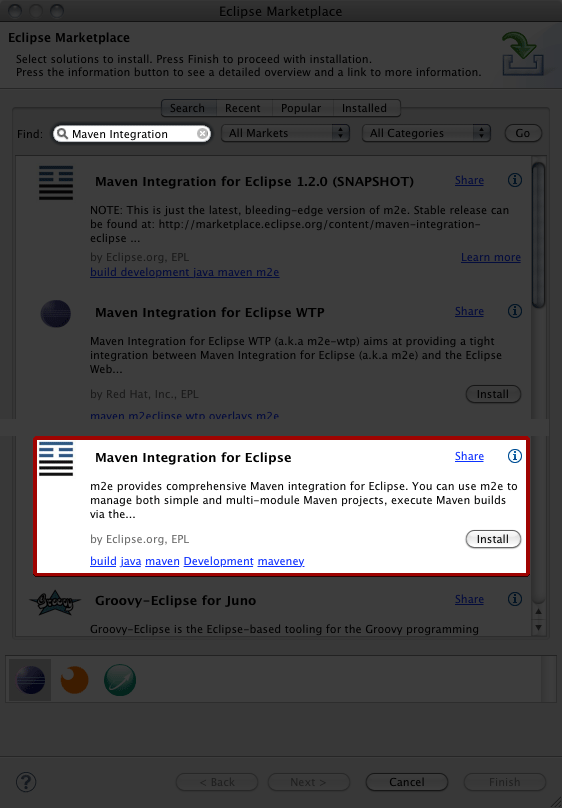 Eclipse Marketplace
Eclipse Marketplace
Select solutions to install. Press Finish to proceed with installation.
Press the information button to see a detailed overview and a link to more information.
Search Recent Popular Installed
Find: Maven Integration All Markets All Categories Go
Maven Integration for Eclipse 1.2.0 (SNAPSHOT) Share
NOTE: This is just the latest, bleeding-edge version of m2e. Stable release can
be found at: http://marketplace.eclipse.org/content/maven-integration-
eclipse ...
by Eclipse.org, EPL Learn more
build development java maven m2e
Maven Integration for Eclipse WTP Share
Maven Integration for Eclipse WTP (a.k.a m2e-wtp) aims at providing a tight
integration between Maven Integration for Eclipse (a.k.a m2e) and the Eclipse
Web...
by Red Hat, Inc., EPL Install
maven m2eclipse wtp overlays m2e
Maven Integration for Eclipse Share
m2e provides comprehensive Maven integration for Eclipse. You can use m2e to
manage both simple and multi-module Maven projects, execute Maven builds
via the...
by Eclipse.org, EPL Install
build java maven Development maveney
Groovy-Eclipse for Juno Share
Groovy-Eclipse is the Eclipse-based tooling for the Groovy programming
? < Back Next > Cancel Finish